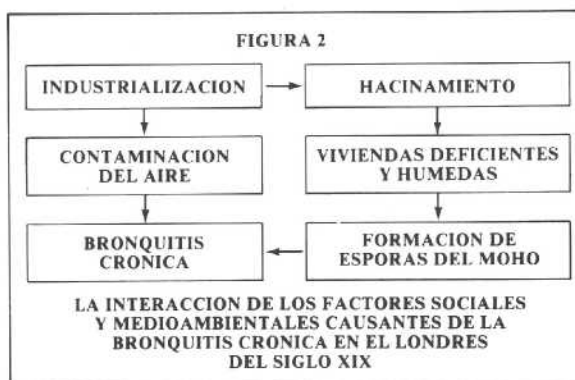 FIGURA 2
INDUSTRIALIZACION
HACINAMIENTO
CONTAMINACION
DEL AIRE
VIVIENDAS DEFICIENTES
Y HUMEDAS
BRONQUITIS
CRONICA
FORMACION DE
ESPORAS DEL MOHO
LA INTERACCION DE LOS FACTORES SOCIALES
Y MEDIOAMBIENTALES CAUSANTES DE LA
BRONQUITIS CRONICA EN EL LONDRES
DEL SIGLO XIX